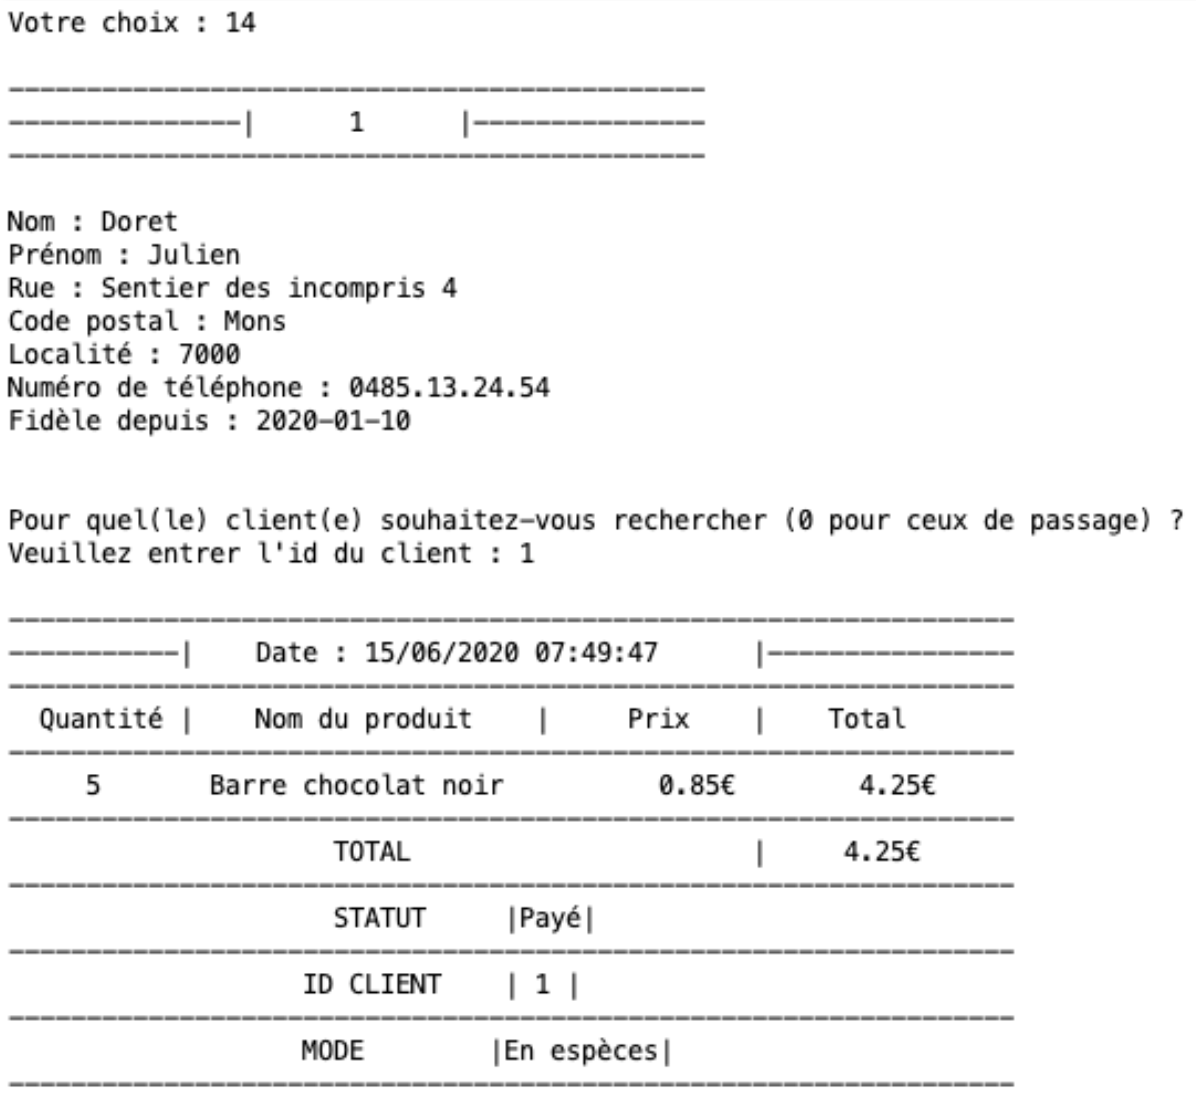 Votre choix : 14
---------------------------------------------
---------------|      1      |---------------
---------------------------------------------
Nom : Doret
Prénom : Julien
Rue : Sentier des incompris 4
Code postal : Mons
Localité : 7000
Numéro de téléphone : 0485.13.24.54
Fidèle depuis : 2020-01-10
Pour quel(le) client(e) souhaitez-vous rechercher (0 pour ceux de passage) ?
Veuillez entrer l'id du client : 1
-----------------------------------------------------------------
-----------|    Date : 15/06/2020 07:49:47      |----------------
-----------------------------------------------------------------
  Quantité |    Nom du produit    |     Prix    |    Total
-----------------------------------------------------------------
     5       Barre chocolat noir          0.85€        4.25€
-----------------------------------------------------------------
                     TOTAL                      |     4.25€
-----------------------------------------------------------------
                     STATUT     |Payé|
-----------------------------------------------------------------
                   ID CLIENT    | 1 |
-----------------------------------------------------------------
                   MODE        |En espèces|
-----------------------------------------------------------------